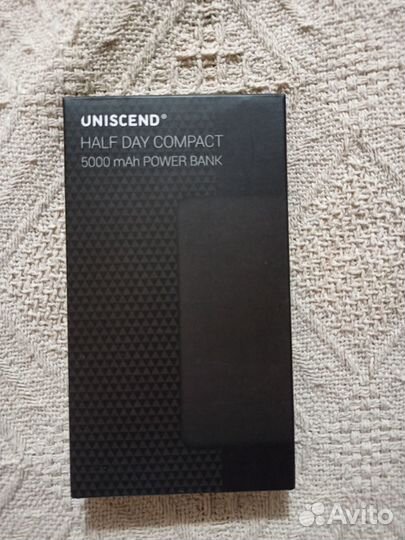 UNISCEND®
HALF DAY COMPACT
5000 mAh POWER BANK
Avito